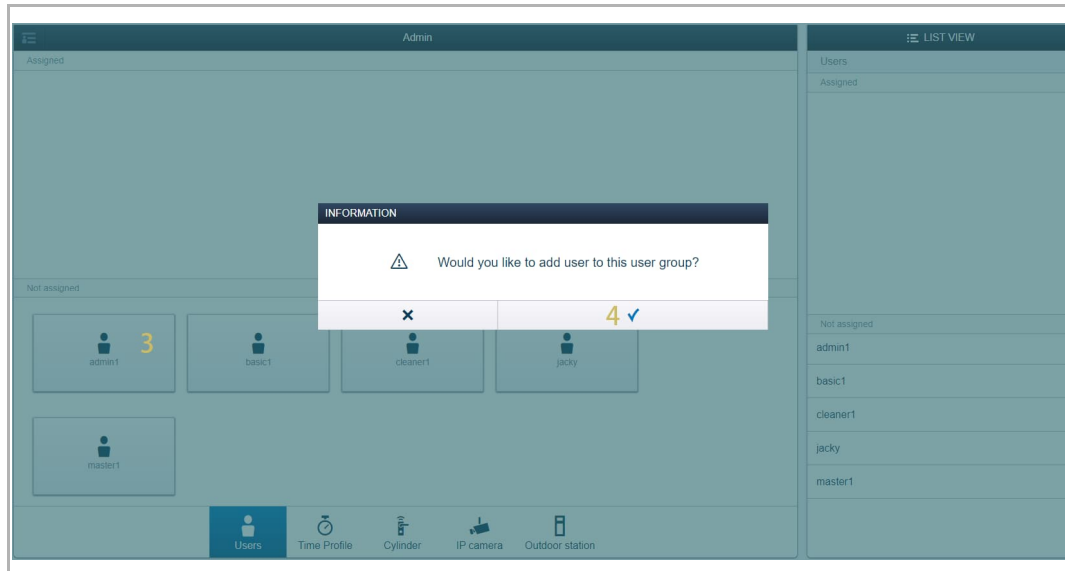 Admin
Assigned
INFORMATION
Would you like to add user to this user group?
4
Not assigned
3
admin1
basic1
cleaner1
jacky
master1
Users
Time Profile
Cylinder
IP camera
Outdoor station
LIST VIEW
Users
Assigned
Not assigned
admin1
basic1
cleaner1
jacky
master1